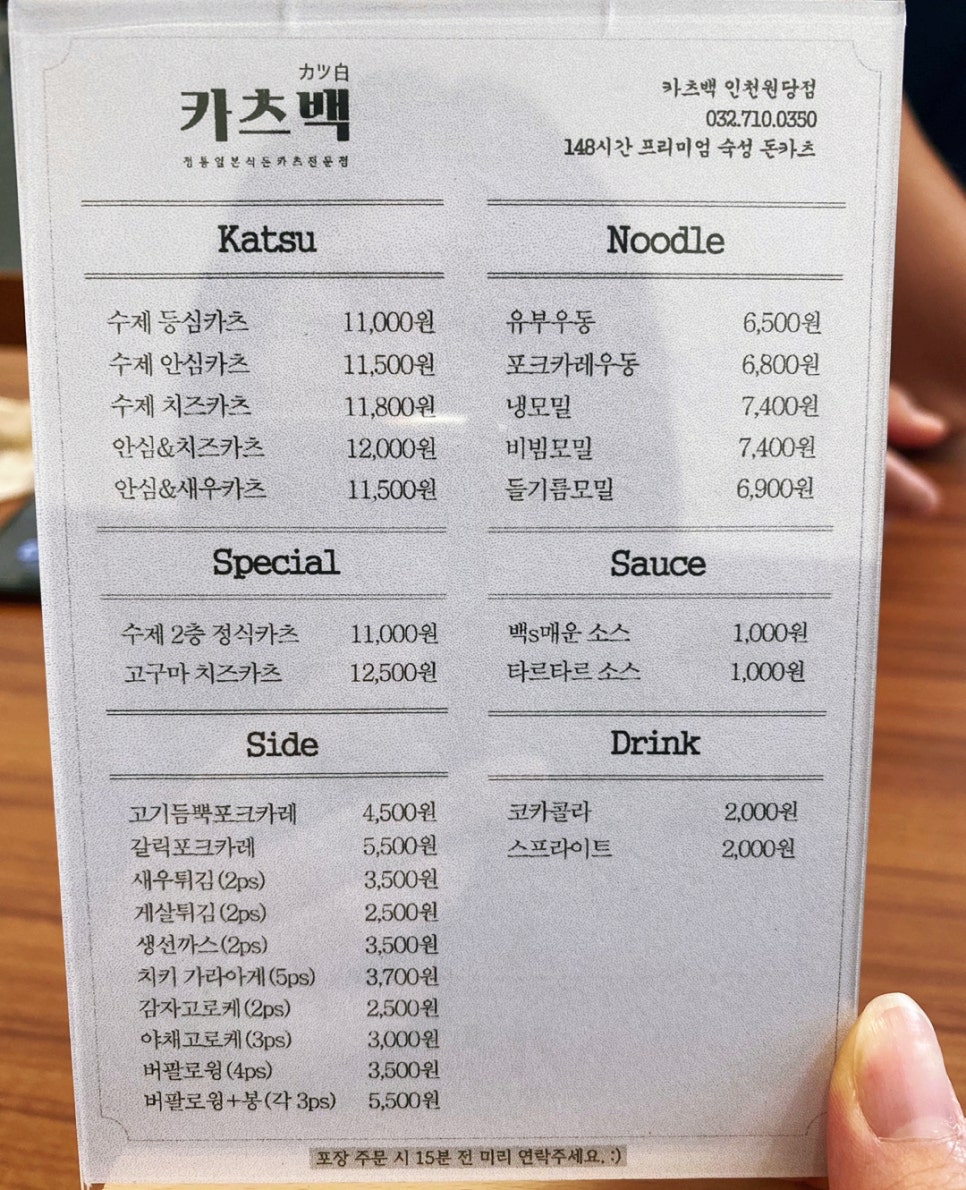 カツ白
카츠백
정통일본식돈카츠전문점
카츠백 인천원당점
032.710.0350
148시간 프리미엄 숙성 돈카츠
Katsu
수제 등심카츠 11,000원
수제 안심카츠 11,500원
수제 치즈카츠 11,800원
안심&치즈카츠 12,000원
안심&새우카츠 11,500원
Special
수제 2층 정식카츠 11,000원
고구마 치즈카츠 12,500원
Side
고기듬뿍포크카레 4,500원
갈릭포크카레 5,500원
새우튀김(2ps) 3,500원
게살튀김(2ps) 2,500원
생선까스(2ps) 3,500원
치키 가라아게(5ps) 3,700원
감자고로케(2ps) 2,500원
야채고로케(3ps) 3,000원
버팔로윙(4ps) 3,500원
버팔로윙+봉(각 3ps) 5,500원
Noodle
유부우동 6,500원
포크카레우동 6,800원
냉모밀 7,400원
비빔모밀 7,400원
들기름모밀 6,900원
Sauce
백s매운 소스 1,000원
타르타르 소스 1,000원
Drink
코카콜라 2,000원
스프라이트 2,000원
포장 주문 시 15분 전 미리 연락주세요. :)